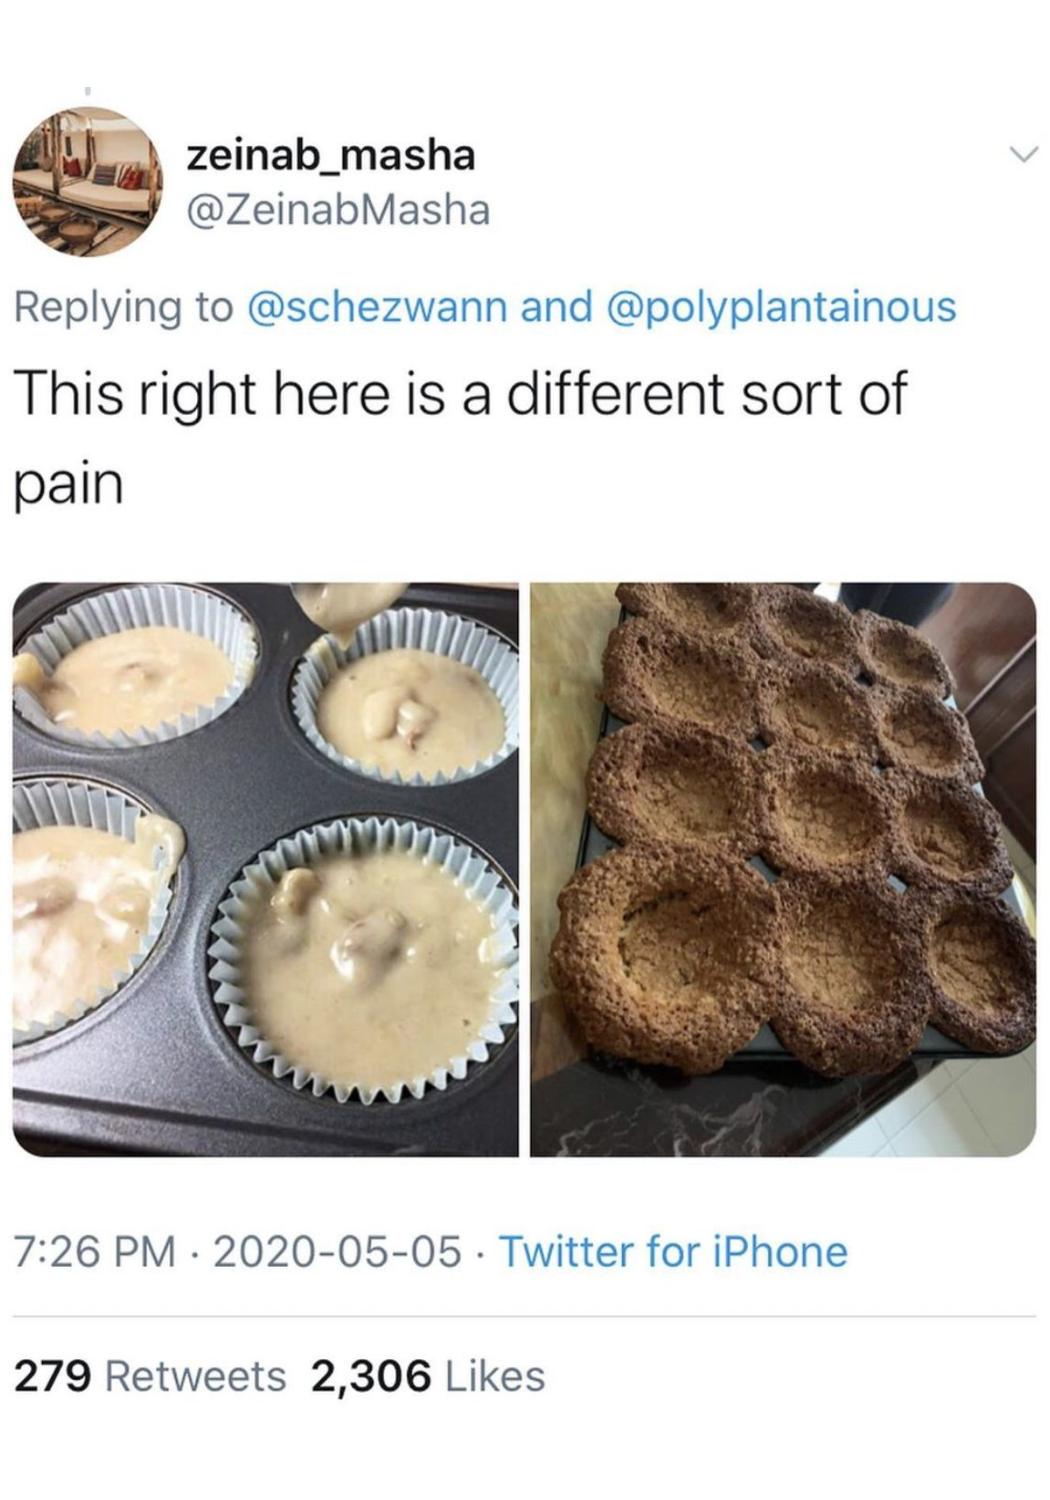 zeinab_masha
@ZeinabMasha
Replying to @schezwann and @polyplantainous
This right here is a different sort of
pain
7:26 PM · 2020-05-05 · Twitter for iPhone
279 Retweets 2,306 Likes